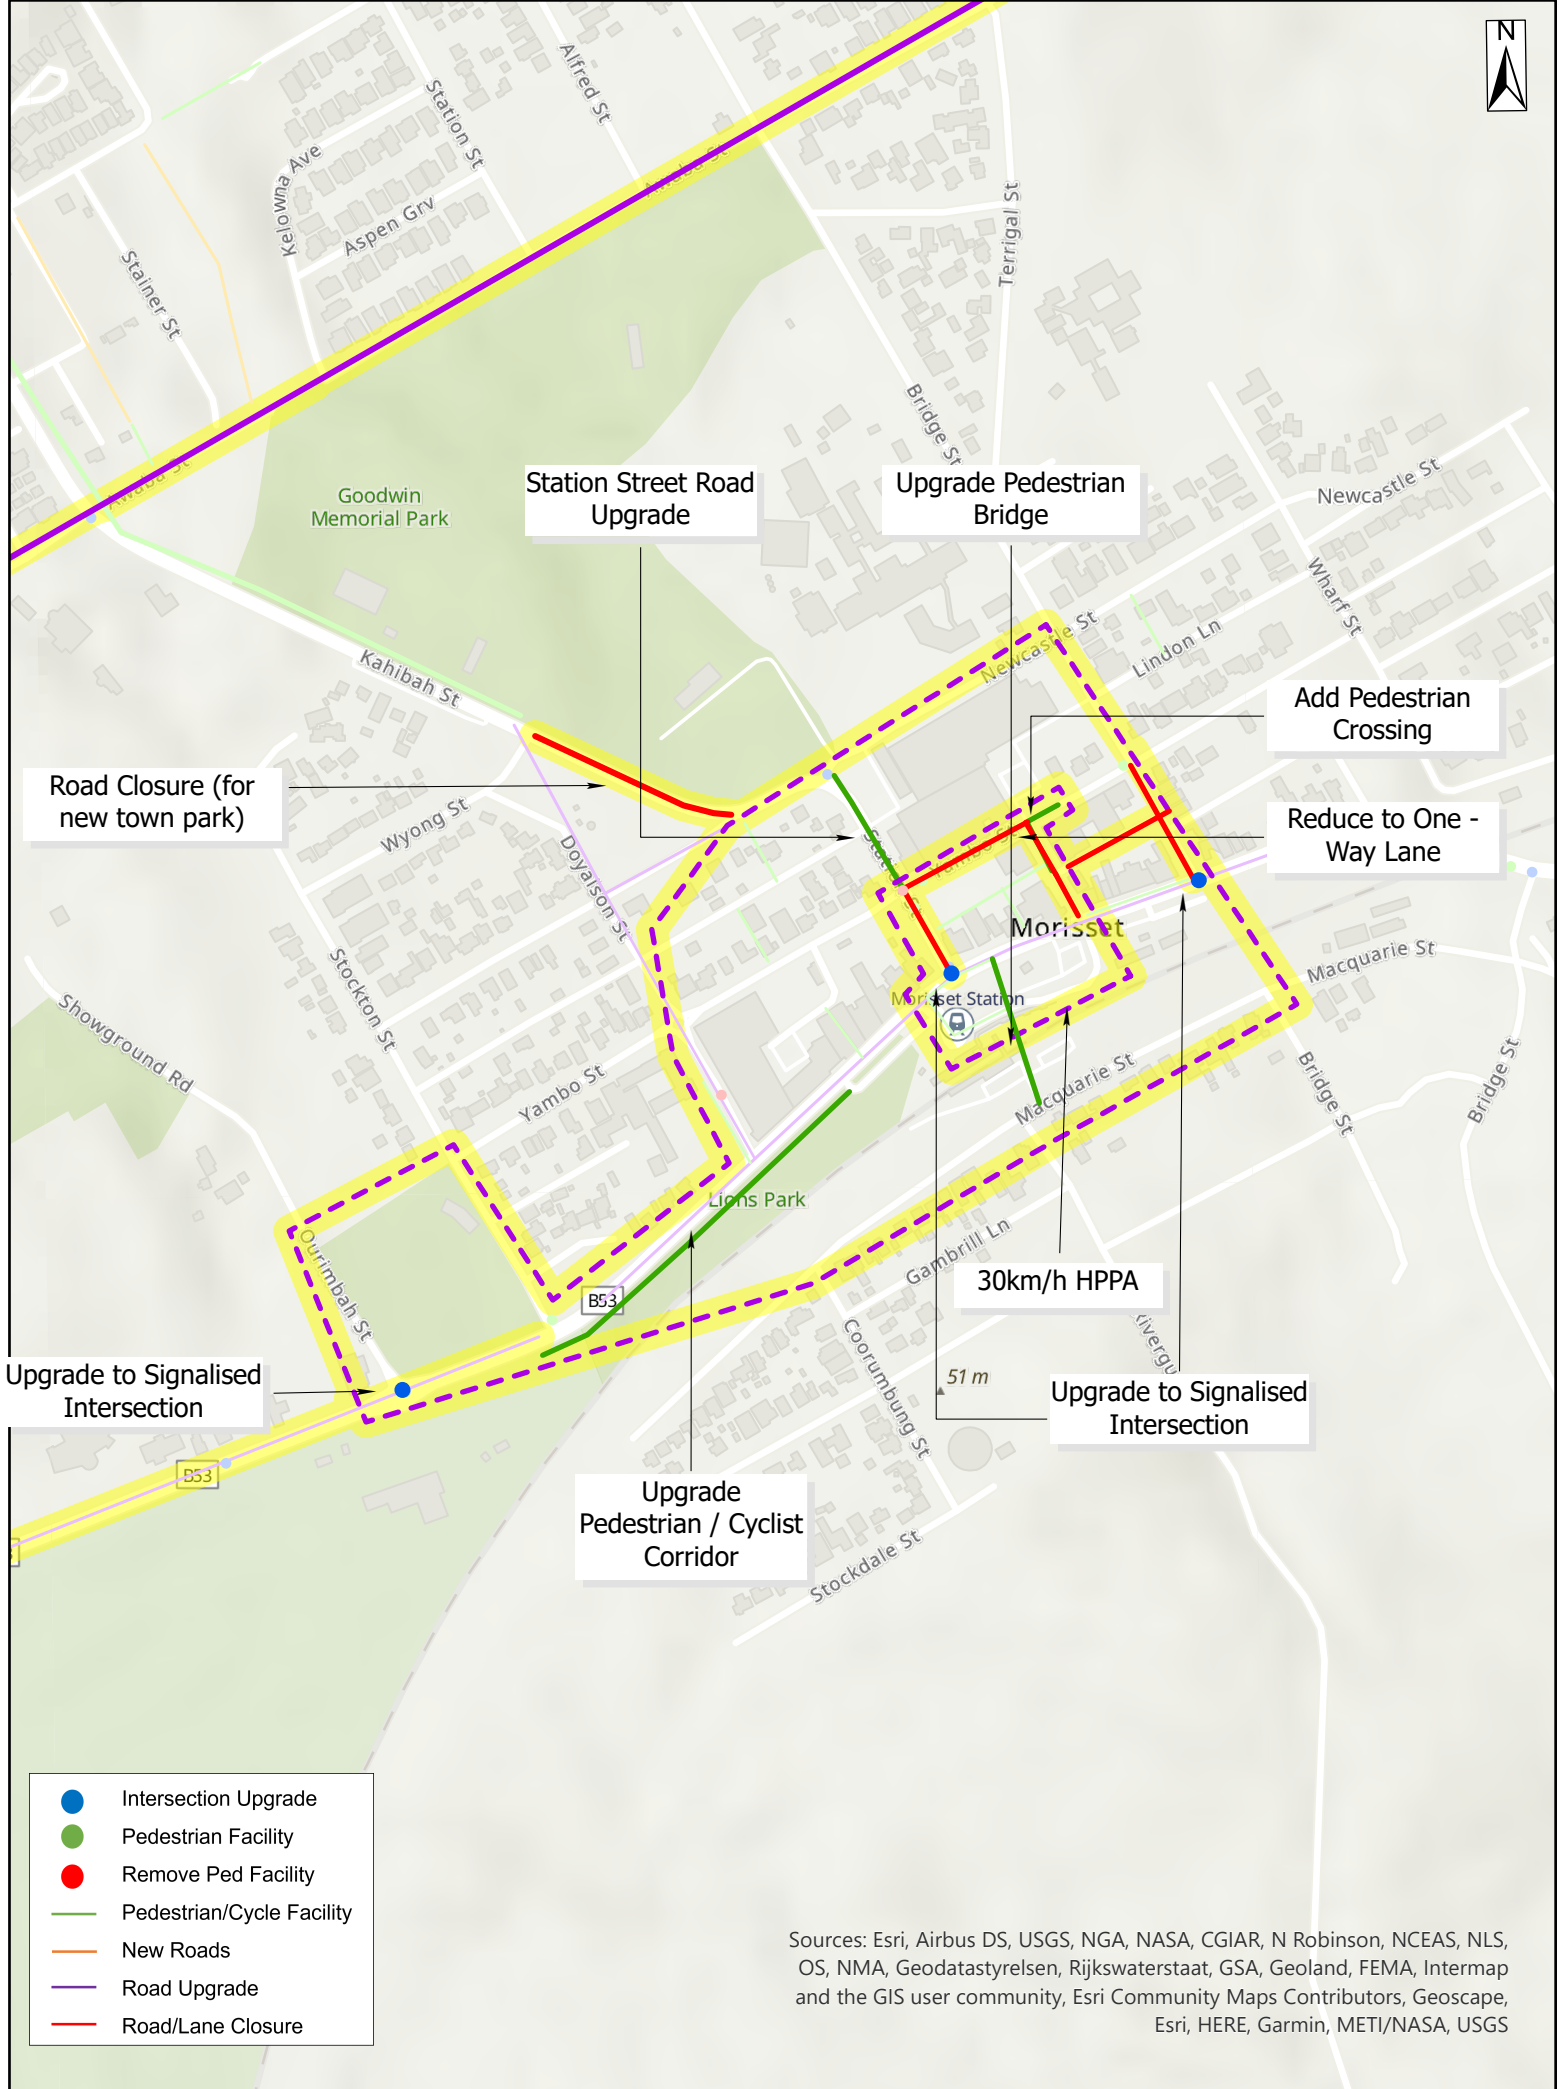 N
Alfred St
Station St
Awaba St
Kelowna Ave
Aspen Grv
Terrigal St
Stainer St
Bridge St
Awaba St
Goodwin
Memorial Park
Station Street Road
Upgrade
Upgrade Pedestrian
Bridge
Newcastle St
Wharf St
Newcastle St
Lindon Ln
Kahibah St
Add Pedestrian
Crossing
Road Closure (for
new town park)
Wyong St
Reduce to One -
Way Lane
Yambo St
Doyalson St
Morisset
Stockton St
Macquarie St
Morisset Station
Showground Rd
Yambo St
Macquarie St
Bridge St
Bridge St
Lions Park
Ourimbah St
Gambrill Ln
30km/h HPPA
B53
Coorumbung St
51 m
Upgrade to Signalised
Intersection
Upgrade to Signalised
Intersection
B53
Upgrade
Pedestrian / Cyclist
Corridor
Stockdale St
Intersection Upgrade
Pedestrian Facility
Remove Ped Facility
Pedestrian/Cycle Facility
New Roads
Road Upgrade
Road/Lane Closure
Sources: Esri, Airbus DS, USGS, NGA, NASA, CGIAR, N Robinson, NCEAS, NLS,
OS, NMA, Geodatastyrelsen, Rijkswaterstaat, GSA, Geoland, FEMA, Intermap
and the GIS user community, Esri Community Maps Contributors, Geoscape,
Esri, HERE, Garmin, METI/NASA, USGS